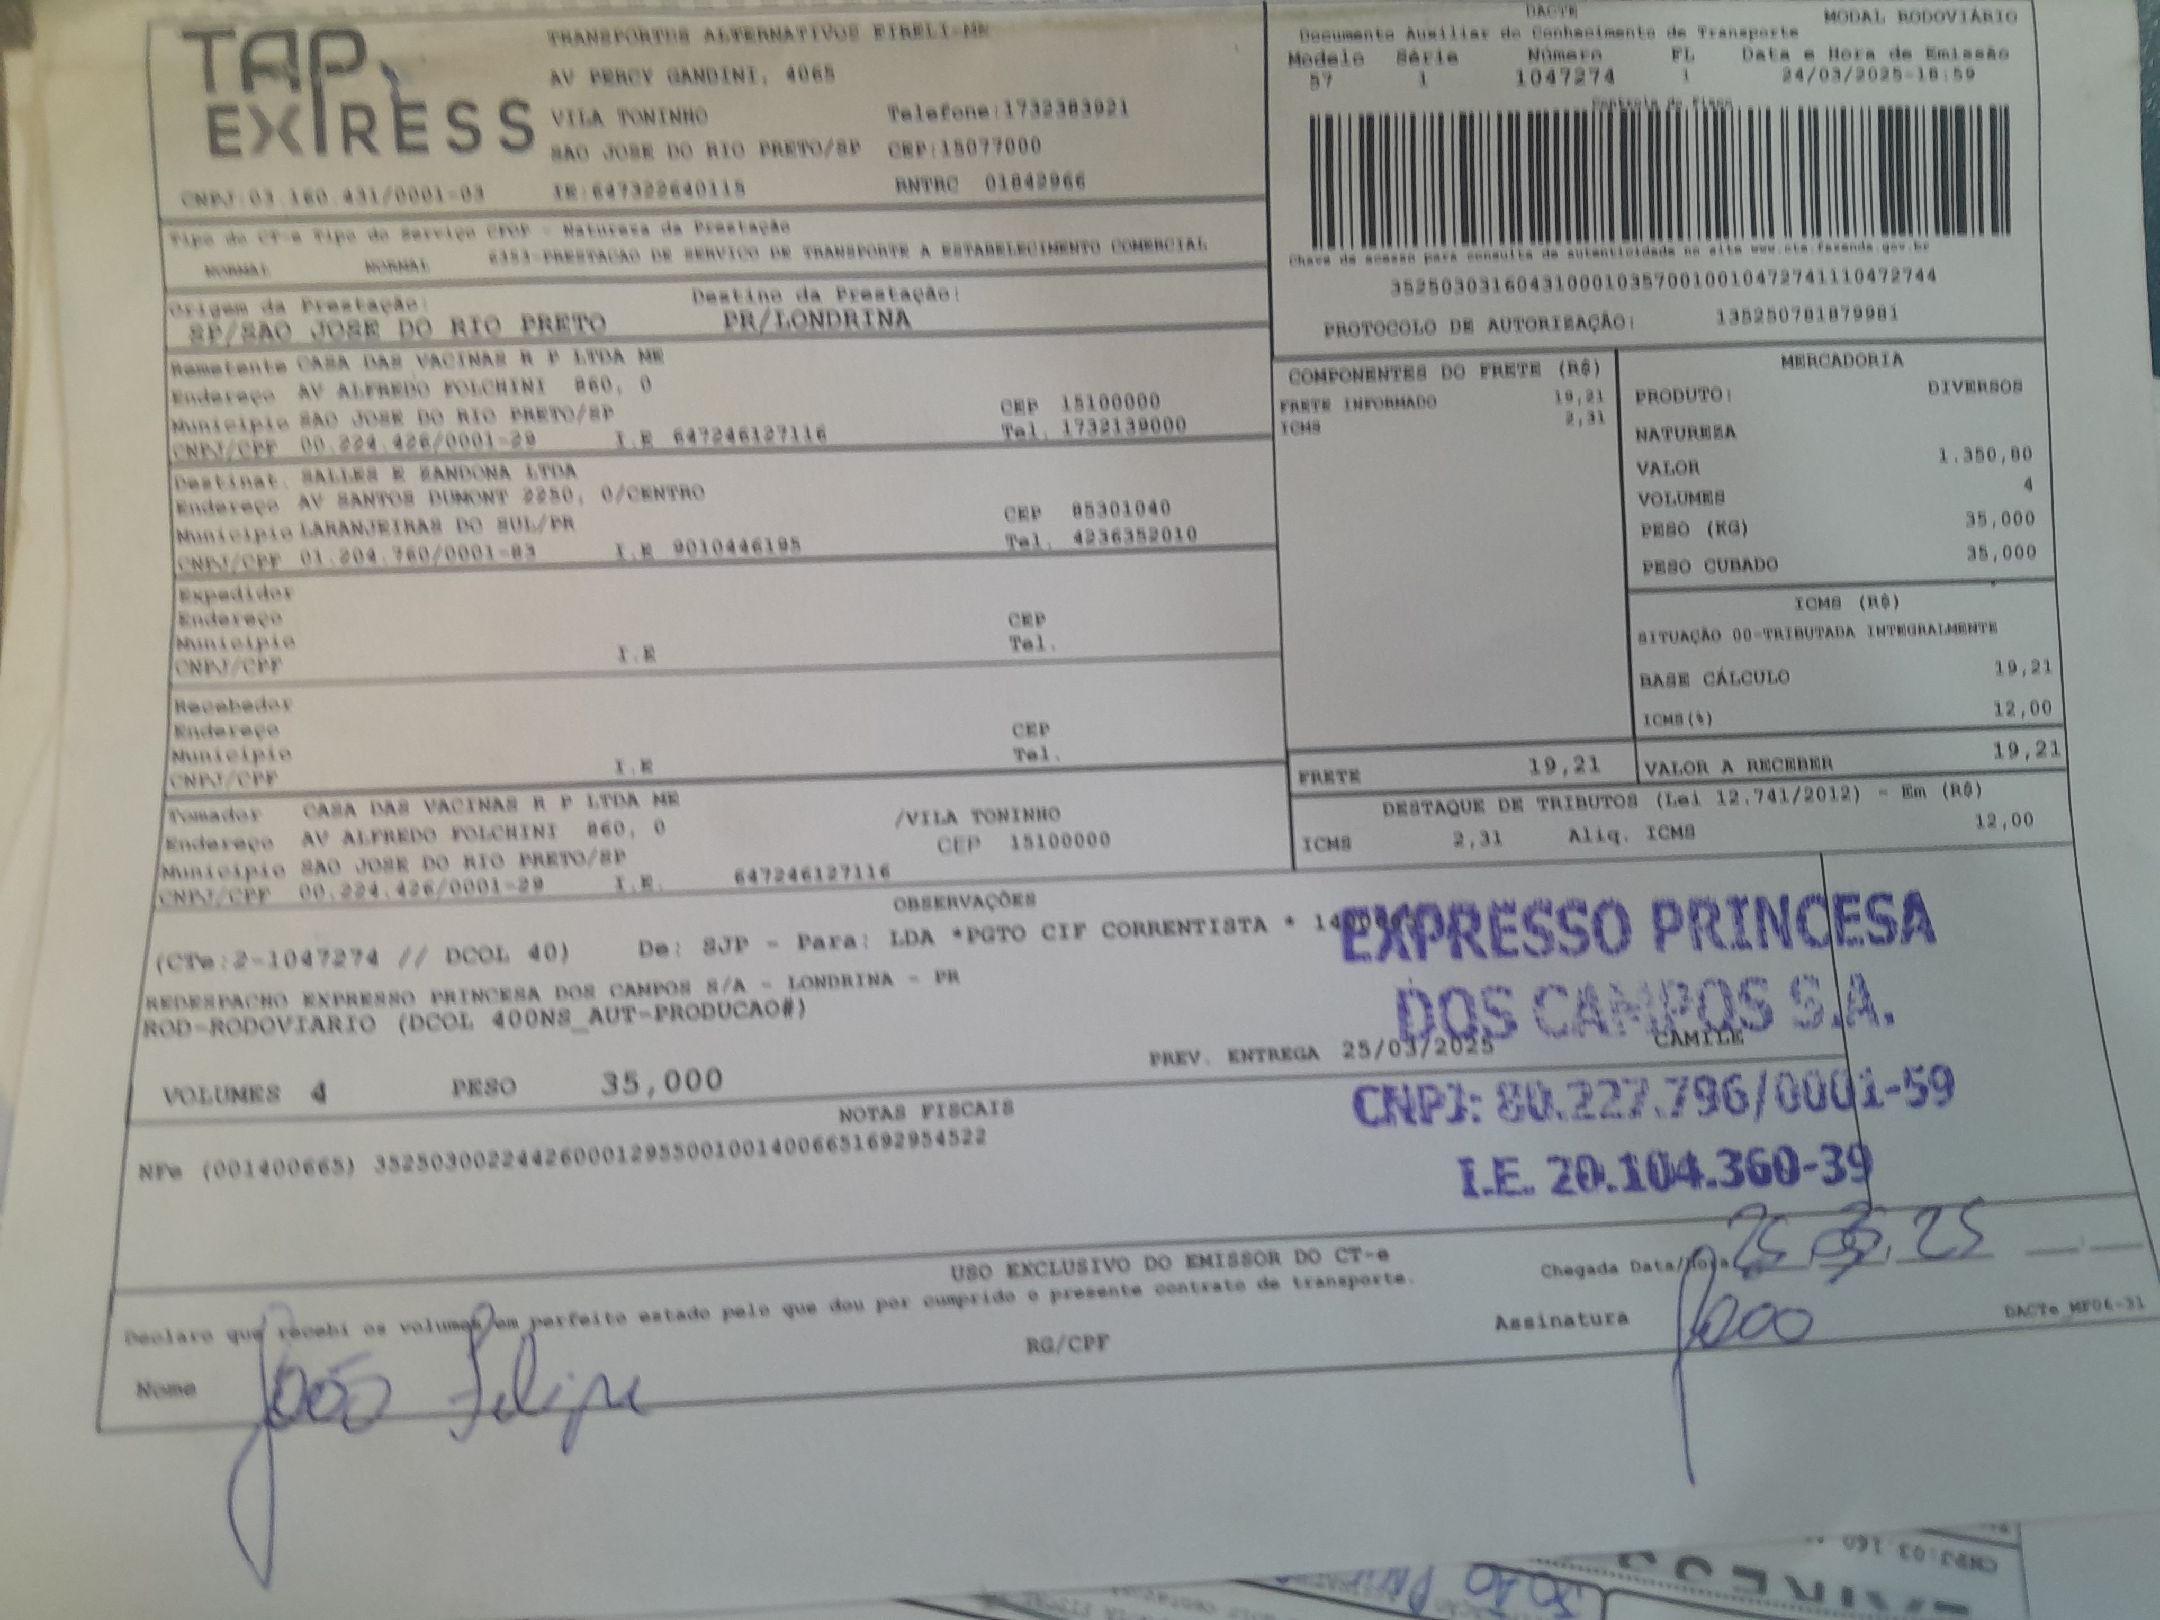 TAP EXPRESS
TRANSPORTES ALTERNATIVOS EIRELI-ME
AV PERCY GANDINI, 4065
VILA TONINHO Telefone:1732383921
SAO JOSE DO RIO PRETO/SP CEP:15077000
CNPJ:03.160.431/0001-03 IE:647322640115 RNTRC 01842966
DACTE MODAL RODOVIÁRIO
Documento Auxiliar do Conhecimento de Transporte
Modelo Série Número FL Data e Hora de Emissão
57 1 1047274 1 24/03/2025-18:59
Controle do Fisco
Chave de acesso para consulta de autenticidade no site www.cte.fazenda.gov.br
35250303160431000103570010010472741110472744
PROTOCOLO DE AUTORIZAÇÃO: 135250781879981
Tipo do CT-e Tipo do Serviço CFOP - Natureza da Prestação
NORMAL NORMAL 6353-PRESTACAO DE SERVICO DE TRANSPORTE A ESTABELECIMENTO COMERCIAL
Origem da Prestação: Destino da Prestação:
SP/SAO JOSE DO RIO PRETO PR/LONDRINA
Remetente CASA DAS VACINAS R P LTDA ME
Endereço AV ALFREDO FOLCHINI 860, 0
Município SAO JOSE DO RIO PRETO/SP CEP 15100000
CNPJ/CPF 00.224.426/0001-29 I.E 647246127116 Tel. 1732139000
Destinat. SALLES E ZANDONA LTDA
Endereço AV SANTOS DUMONT 2250, 0/CENTRO
Município LARANJEIRAS DO SUL/PR CEP 85301040
CNPJ/CPF 01.204.760/0001-83 I.E 9010446195 Tel. 4236352010
Expedidor
Endereço CEP
Município Tel.
CNPJ/CPF I.E
Recebedor
Endereço CEP
Município Tel.
CNPJ/CPF I.E
Tomador CASA DAS VACINAS R P LTDA ME
Endereço AV ALFREDO FOLCHINI 860, 0 /VILA TONINHO
Município SAO JOSE DO RIO PRETO/SP CEP 15100000
CNPJ/CPF 00.224.426/0001-29 I.E. 647246127116
COMPONENTES DO FRETE (R$)
FRETE INFORMADO 19,21
ICMS 2,31
FRETE 19,21
MERCADORIA
PRODUTO: DIVERSOS
NATUREZA
VALOR 1.350,80
VOLUMES 4
PESO (KG) 35,000
PESO CUBADO 35,000
ICMS (R$)
SITUAÇÃO 00-TRIBUTADA INTEGRALMENTE
BASE CÁLCULO 19,21
ICMS(%) 12,00
VALOR A RECEBER 19,21
DESTAQUE DE TRIBUTOS (Lei 12.741/2012) - Em (R$)
ICMS 2,31 Aliq. ICMS 12,00
OBSERVAÇÕES
(CTe:2-1047274 // DCOL 40) De: SJP - Para: LDA *PGTO CIF CORRENTISTA *
REDESPACHO EXPRESSO PRINCESA DOS CAMPOS S/A - LONDRINA - PR
ROD-RODOVIARIO (DCOL 400NS_AUT-PRODUCAO#)
PREV. ENTREGA 25/03/2025 CAMILE
VOLUMES 4 PESO 35,000
EXPRESSO PRINCESA
DOS CAMPOS S.A.
CNPJ: 80.227.796/0001-59
I.E. 20.104.360-39
NOTAS FISCAIS
NFe (001400665) 35250300224426000129550010014006651692954522
USO EXCLUSIVO DO EMISSOR DO CT-e
Declaro que recebi os volumes em perfeito estado pelo que dou por cumprido o presente contrato de transporte.
Chegada Data/Hora 25 03 25
Nome João Felipe RG/CPF Assinatura João
DACTe_MF06-31
CNPJ:03.160